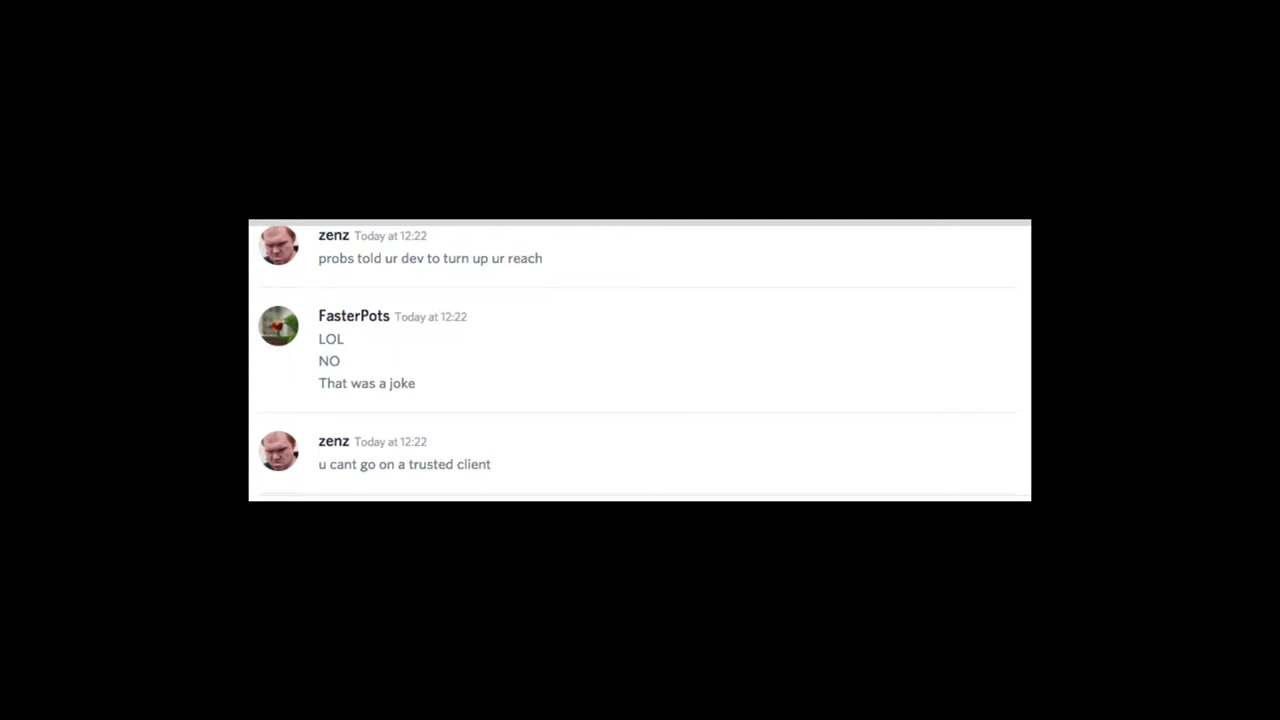 zenz Today at 12:22
probs told ur dev to turn up ur reach
FasterPots Today at 12:22
LOL
NO
That was a joke
zenz Today at 12:22
u cant go on a trusted client